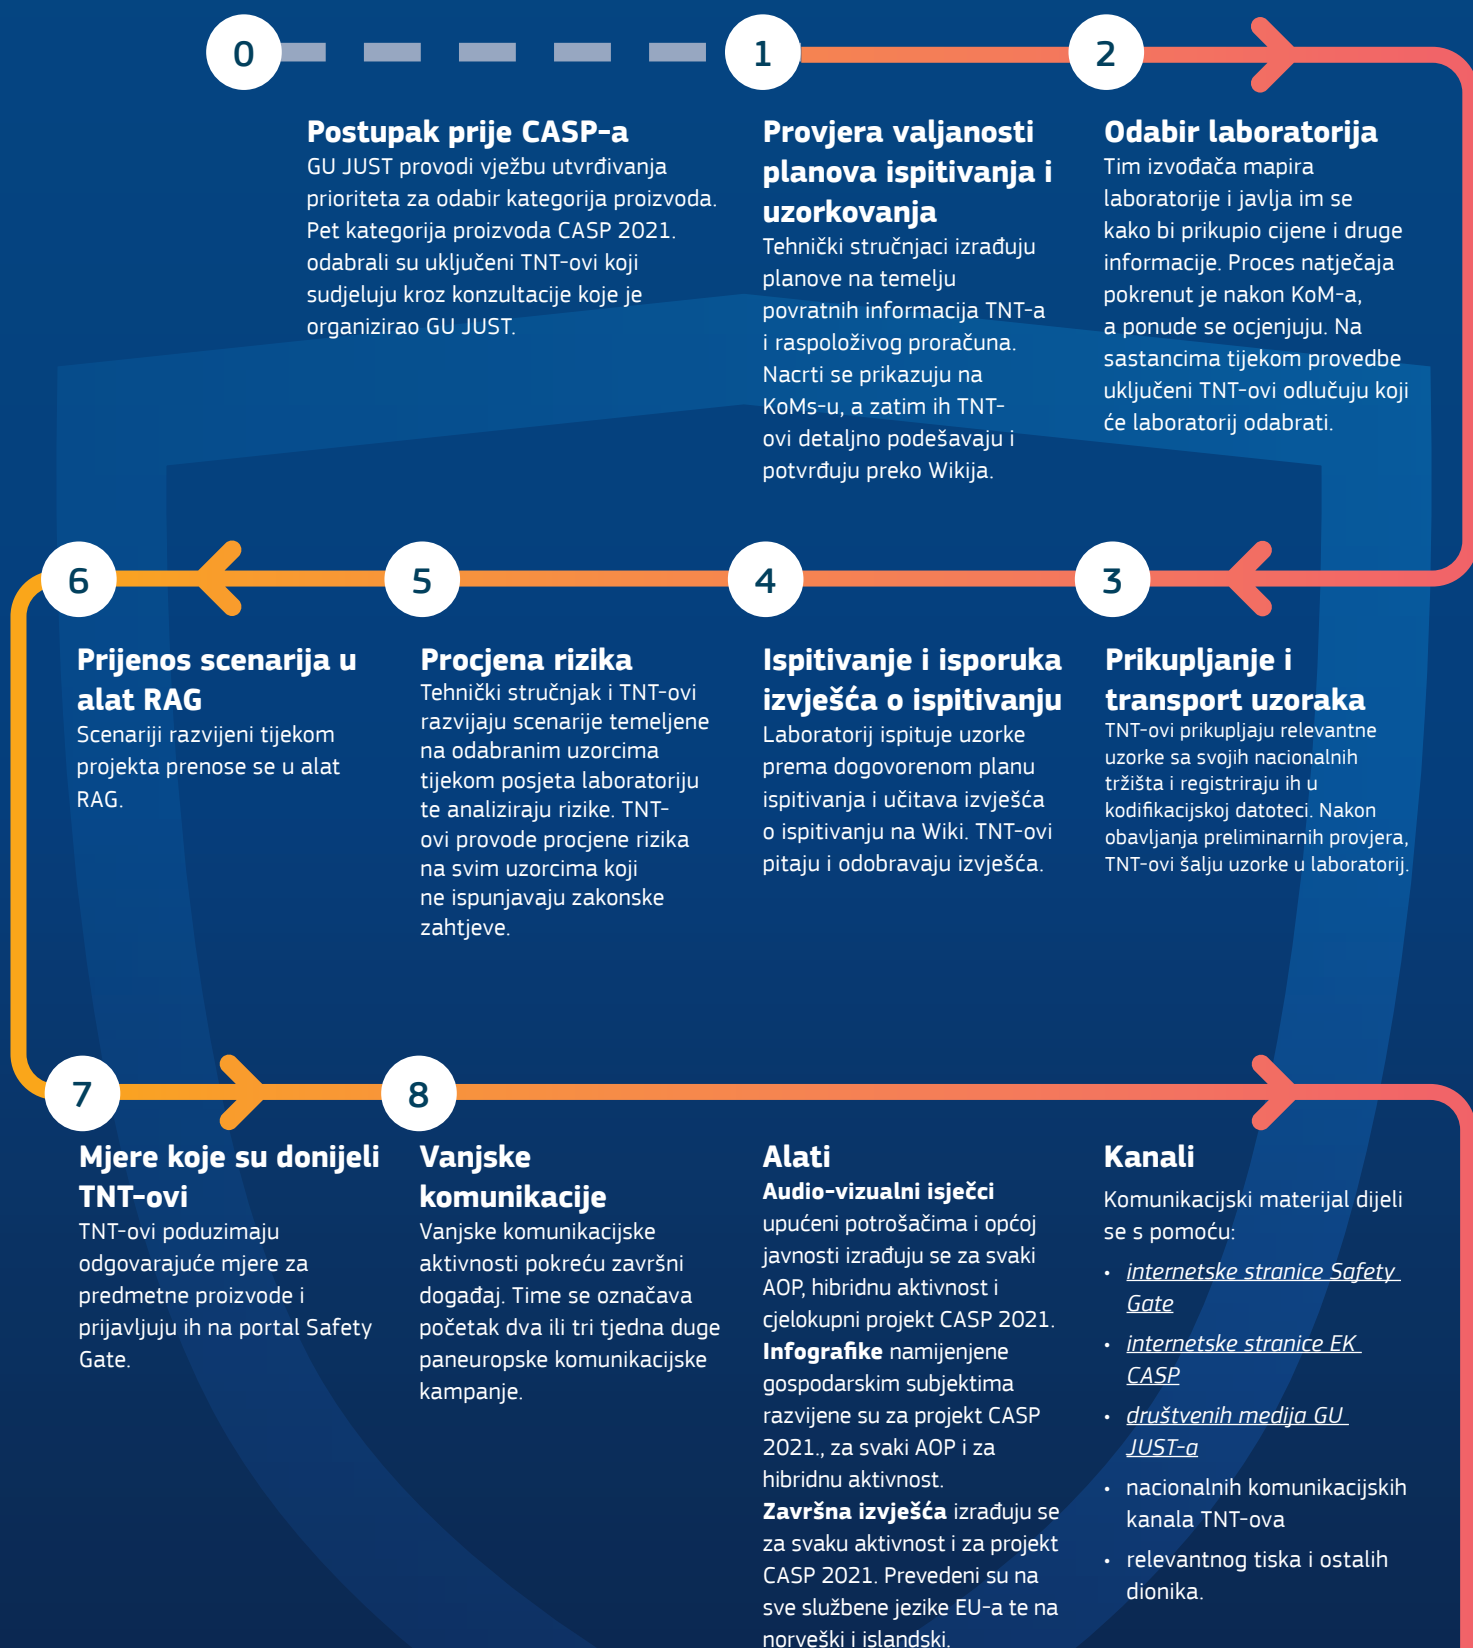 0
1
2
Postupak prije CASP-a
GU JUST provodi vježbu utvrđivanja
prioriteta za odabir kategorija proizvoda.
Pet kategorija proizvoda CASP 2021.
odabrali su uključeni TNT-ovi koji
sudjeluju kroz konzultacije koje je
organizirao GU JUST.
Provjera valjanosti
planova ispitivanja i
uzorkovanja
Tehnički stručnjaci izrađuju
planove na temelju
povratnih informacija TNT-a
i raspoloživog proračuna.
Nacrti se prikazuju na
KoMs-u, a zatim ih TNT-
ovi detaljno podešavaju i
potvrđuju preko Wikija.
Odabir laboratorija
Tim izvođača mapira
laboratorije i javlja im se
kako bi prikupio cijene i druge
informacije. Proces natječaja
pokrenut je nakon KoM-a,
a ponude se ocjenjuju. Na
sastancima tijekom provedbe
uključeni TNT-ovi odlučuju koji
će laboratorij odabrati.
6
5
4
3
Prijenos scenarija u
alat RAG
Scenariji razvijeni tijekom
projekta prenose se u alat
RAG.
Procjena rizika
Tehnički stručnjak i TNT-ovi
razvijaju scenarije temeljene
na odabranim uzorcima
tijekom posjeta laboratoriju
te analiziraju rizike. TNT-
ovi provode procjene rizika
na svim uzorcima koji
ne ispunjavaju zakonske
zahtjeve.
Ispitivanje i isporuka
izvješća o ispitivanju
Laboratorij ispituje uzorke
prema dogovorenom planu
ispitivanja i učitava izvješća
o ispitivanju na Wiki. TNT-ovi
pitaju i odobravaju izvješća.
Prikupljanje i
transport uzoraka
TNT-ovi prikupljaju relevantne
uzorke sa svojih nacionalnih
tržišta i registriraju ih u
kodifikacijskoj datoteci. Nakon
obavljanja preliminarnih provjera,
TNT-ovi šalju uzorke u laboratorij.
7
8
Mjere koje su donijeli
TNT-ovi
TNT-ovi poduzimaju
odgovarajuće mjere za
predmetne proizvode i
prijavljuju ih na portal Safety
Gate.
Vanjske
komunikacije
Vanjske komunikacijske
aktivnosti pokreću završni
događaj. Time se označava
početak dva ili tri tjedna duge
paneuropske komunikacijske
kampanje.
Alati
Audio-vizualni isječci
upućeni potrošačima i općoj
javnosti izrađuju se za svaki
AOP, hibridnu aktivnost i
cjelokupni projekt CASP 2021.
Infografike namijenjene
gospodarskim subjektima
razvijene su za projekt CASP
2021., za svaki AOP i za
hibridnu aktivnost.
Završna izvješća izrađuju se
za svaku aktivnost i za projekt
CASP 2021. Prevedeni su na
sve službene jezike EU-a te na
norveški i islandski.
Kanali
Komunikacijski materijal dijeli
se s pomoću:
• internetske stranice Safety
Gate
• internetske stranice EK
CASP
• društvenih medija GU
JUST-a
• nacionalnih komunikacijskih
kanala TNT-ova
• relevantnog tiska i ostalih
dionika.